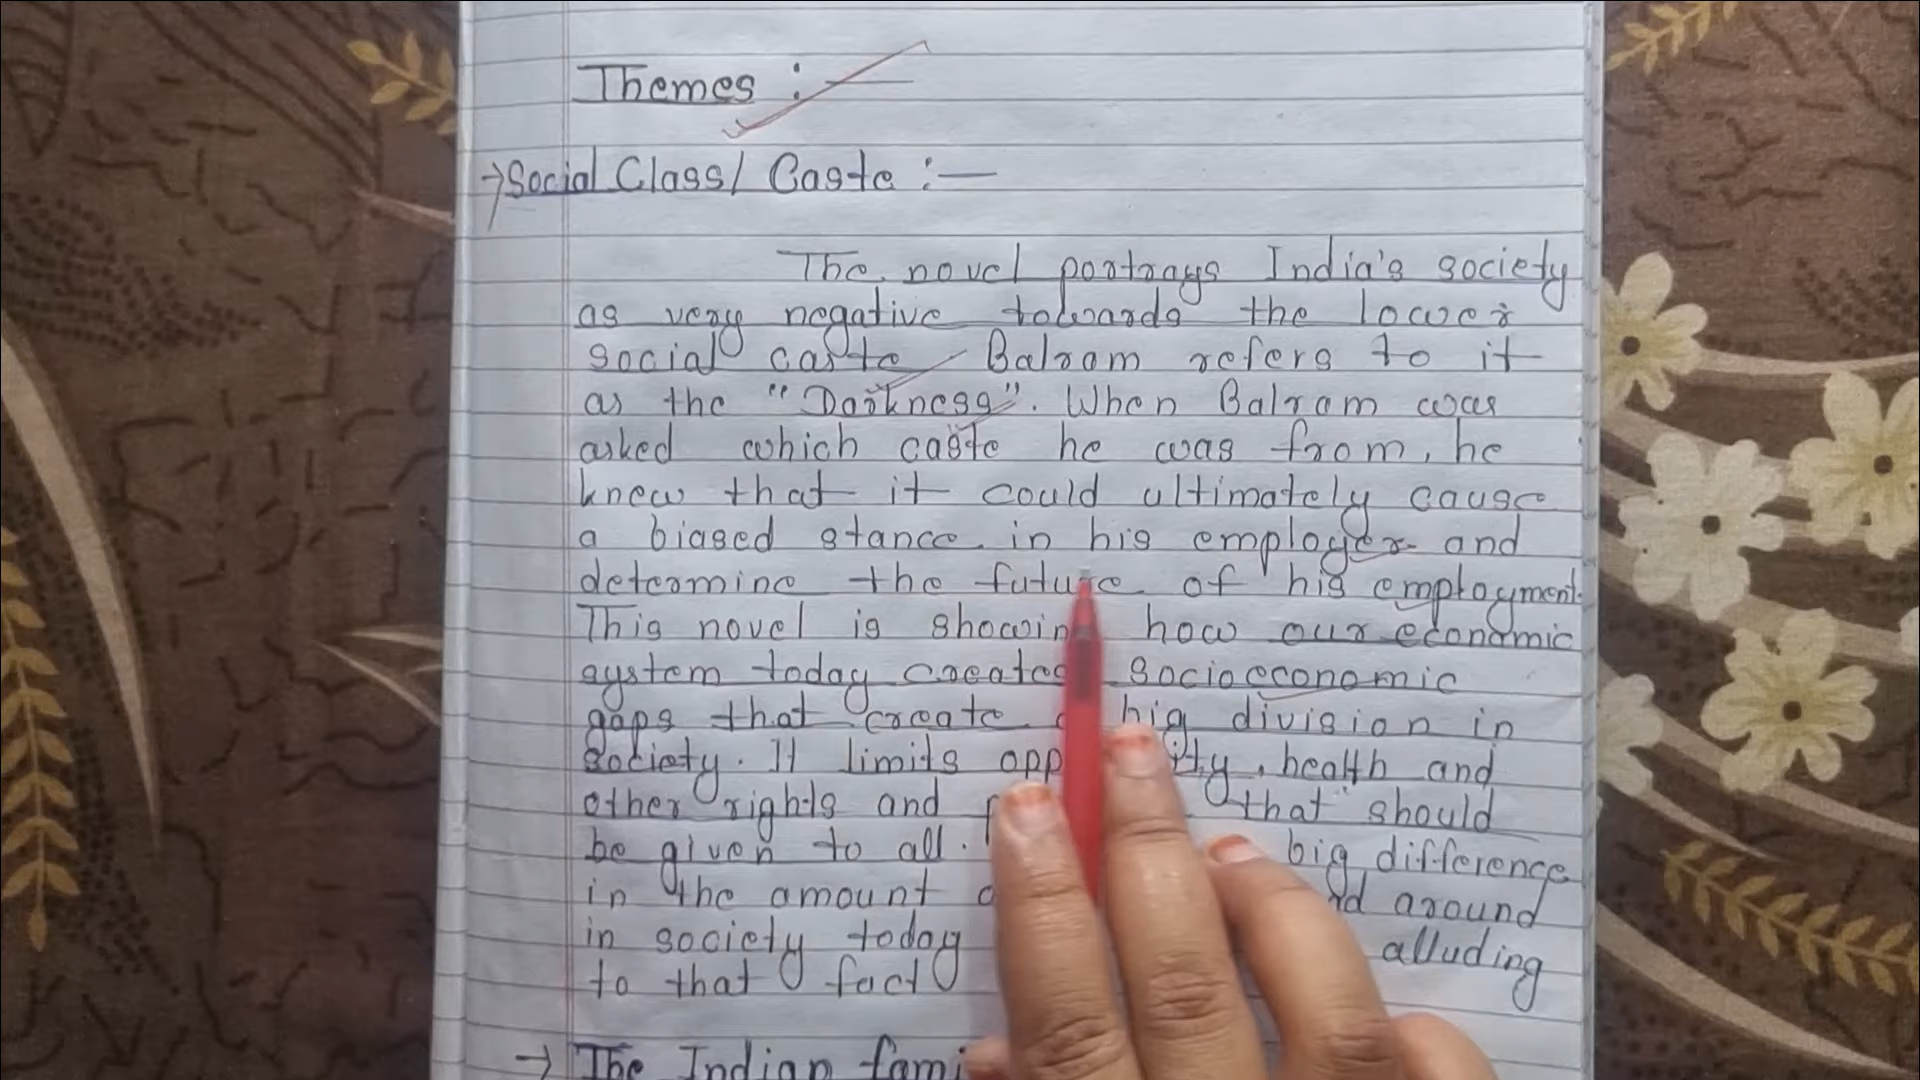 Themes :—
→ Social Class/ Caste :—
The novel portrays India's society
as very negative towards the lower
social caste Balram refers to it
as the "Darkness". When Balram was
asked which caste he was from, he
knew that it could ultimately cause
a biased stance in his employer and
determine the future of his employment.
This novel is showing how our economic
system today creates socioeconomic
gaps that create a big division in
society. It limits health and
other rights and that should
be given to all. big difference
in the amount around
in society today alluding
to that fact
→ The Indian